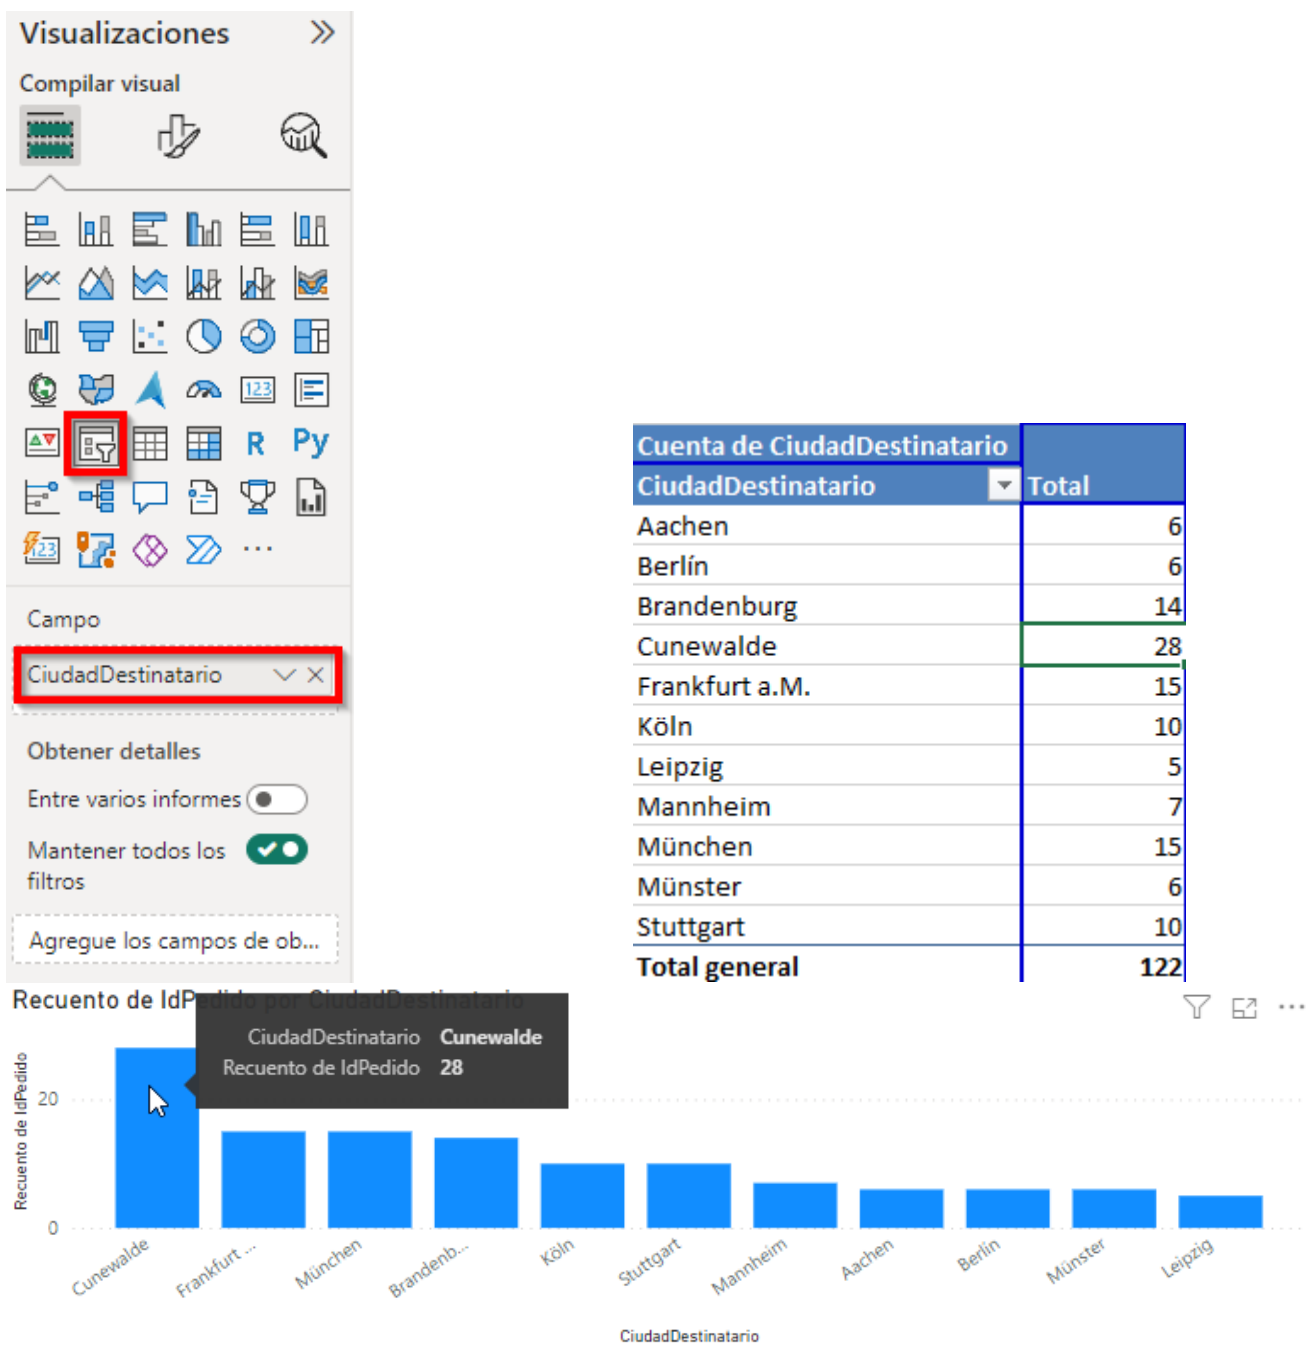 Visualizaciones
Compilar visual
123
R
Py
123
Campo
CiudadDestinatario
Obtener detalles
Entre varios informes
Mantener todos los
filtros
Agregue los campos de ob...
Cuenta de CiudadDestinatario
CiudadDestinatario Total
Aachen 6
Berlín 6
Brandenburg 14
Cunewalde 28
Frankfurt a.M. 15
Köln 10
Leipzig 5
Mannheim 7
München 15
Münster 6
Stuttgart 10
Total general 122
Recuento de IdPedido por CiudadDestinatario
CiudadDestinatario Cunewalde
Recuento de IdPedido 28
Recuento de IdPedido
20
0
Cunewalde
Frankfurt ...
München
Brandenb...
Köln
Stuttgart
Mannheim
Aachen
Berlin
Münster
Leipzig
CiudadDestinatario